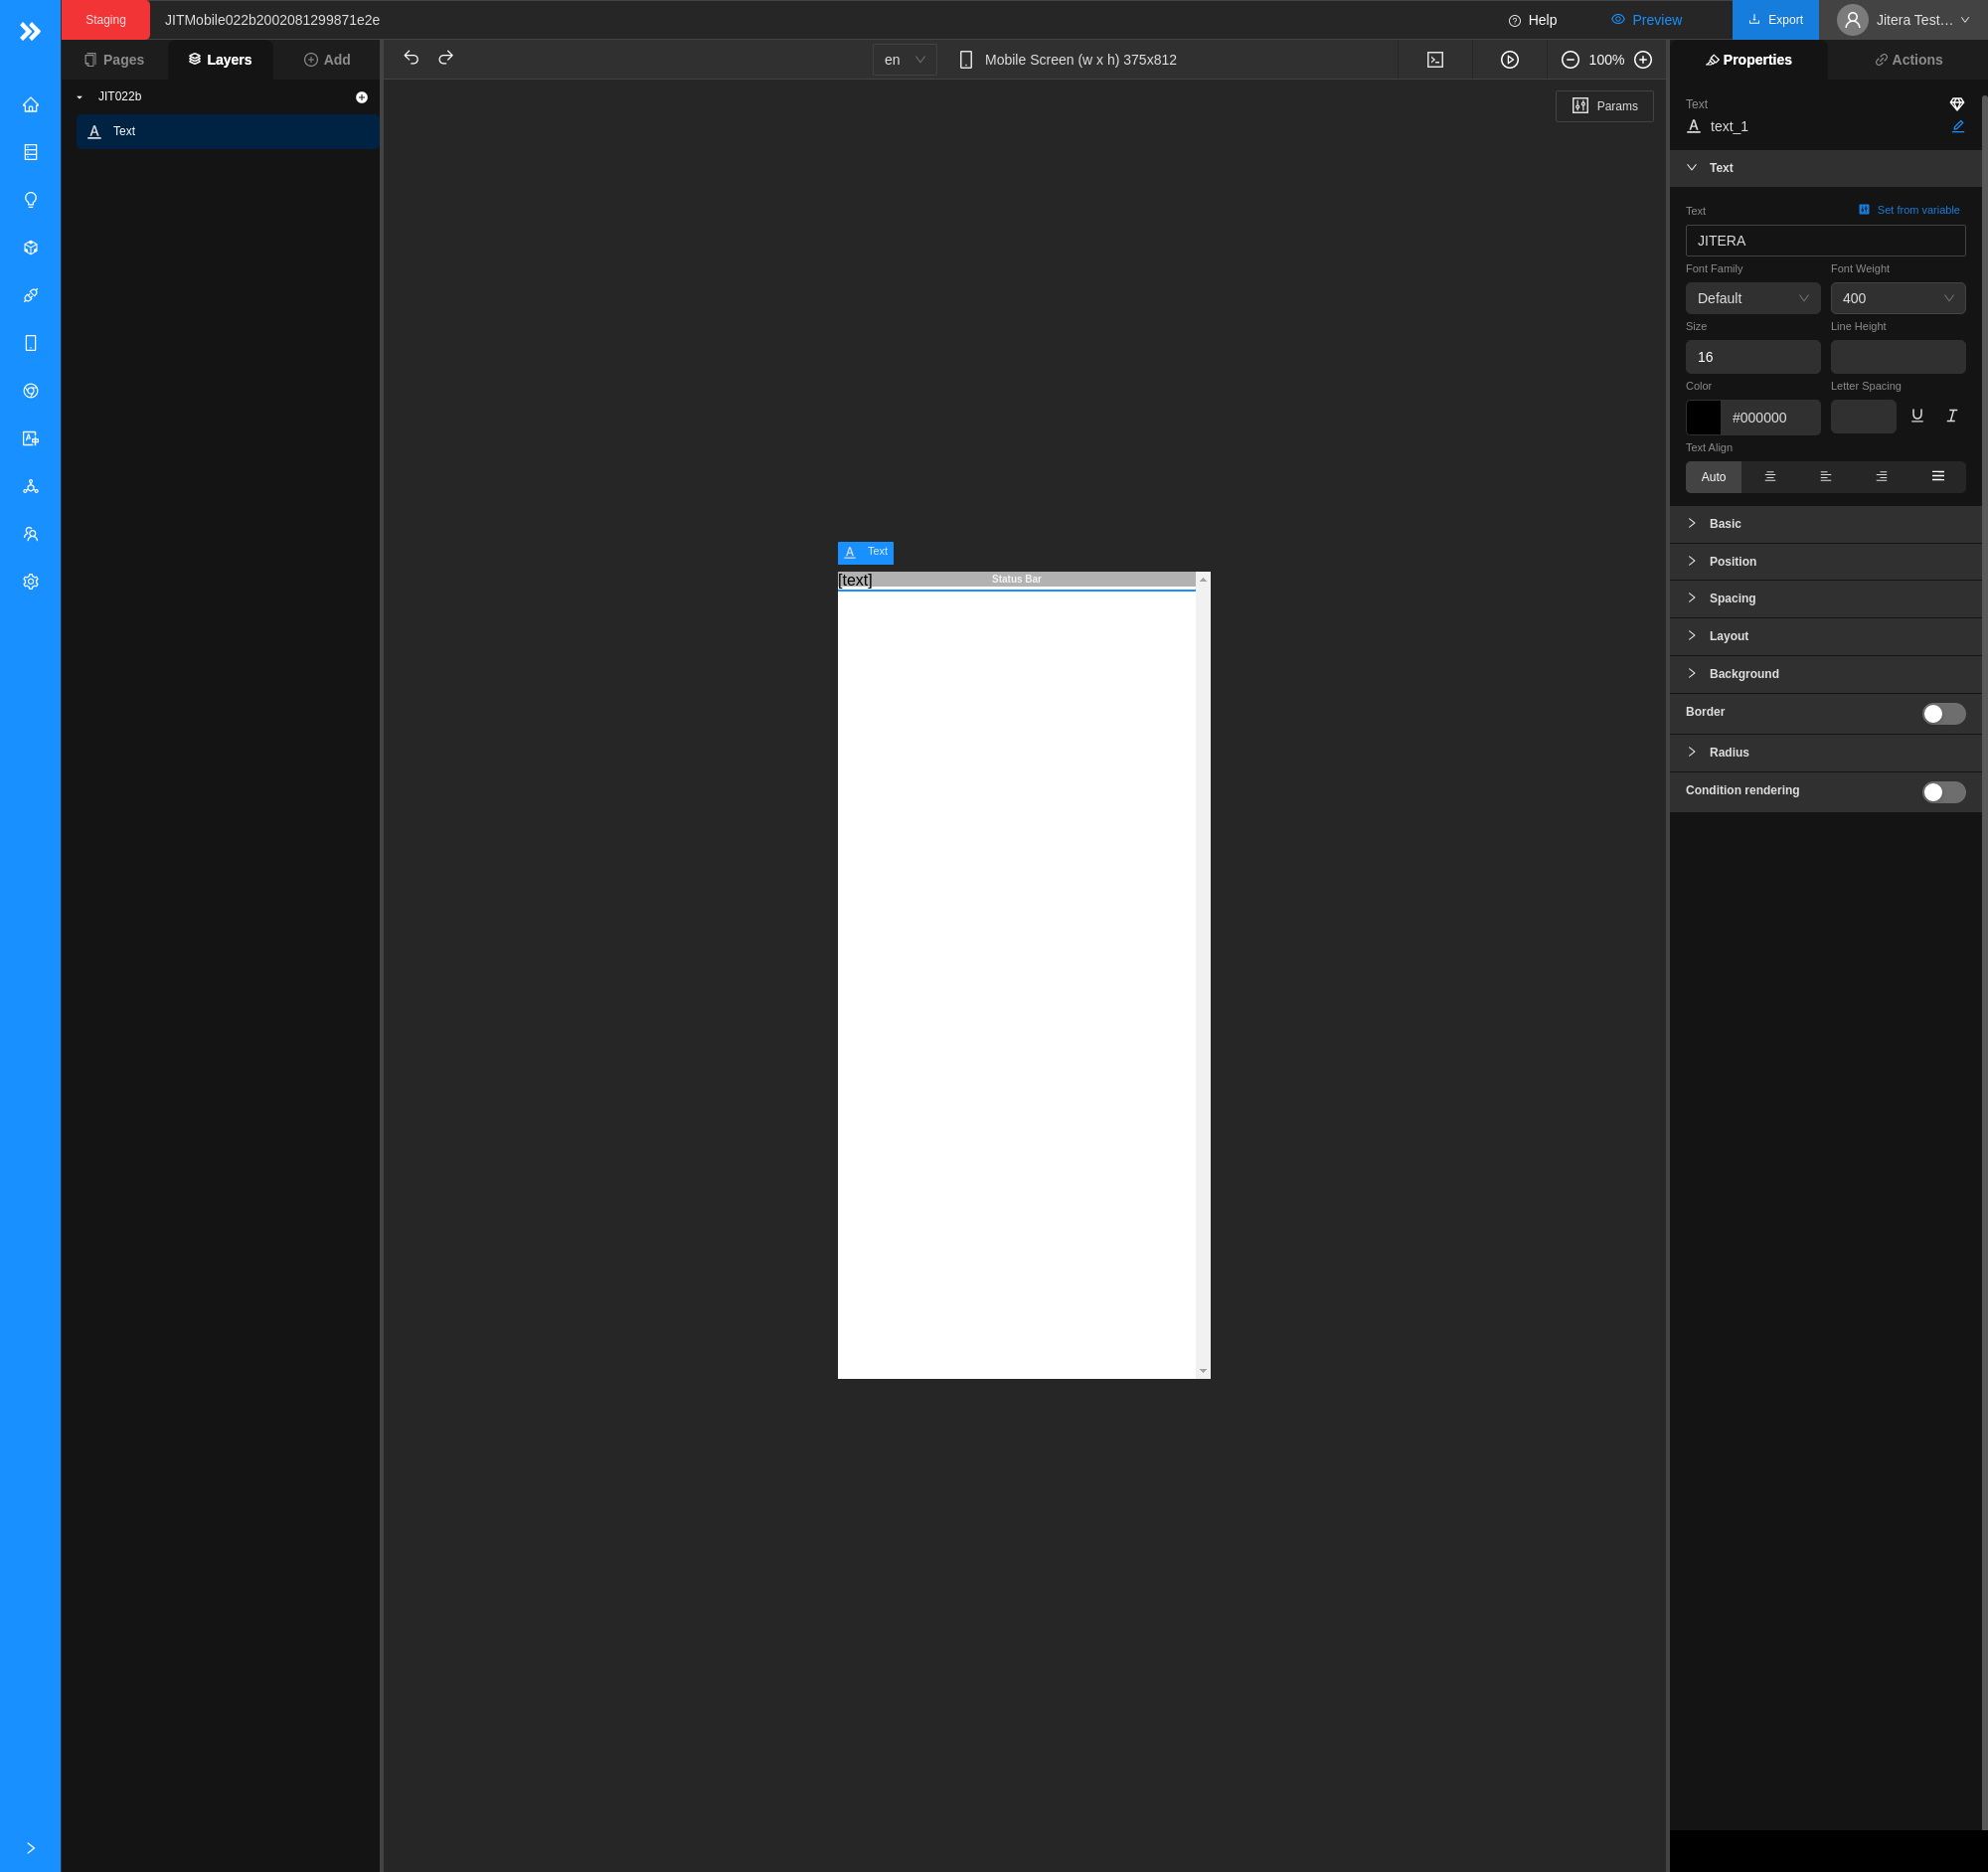 Staging
JITMobile022b2002081299871e2e
Help
Preview
Export
Jitera Test...
Pages
Layers
Add
en
Mobile Screen (w x h) 375x812
100%
Properties
Actions
JIT022b
Text
Params
Text
text_1
Text
Text
Set from variable
JITERA
Font Family
Font Weight
Default
400
Size
Line Height
16
Color
Letter Spacing
#000000
Text Align
Auto
Basic
Position
Spacing
Layout
Background
Border
Radius
Condition rendering
Text
[text]
Status Bar